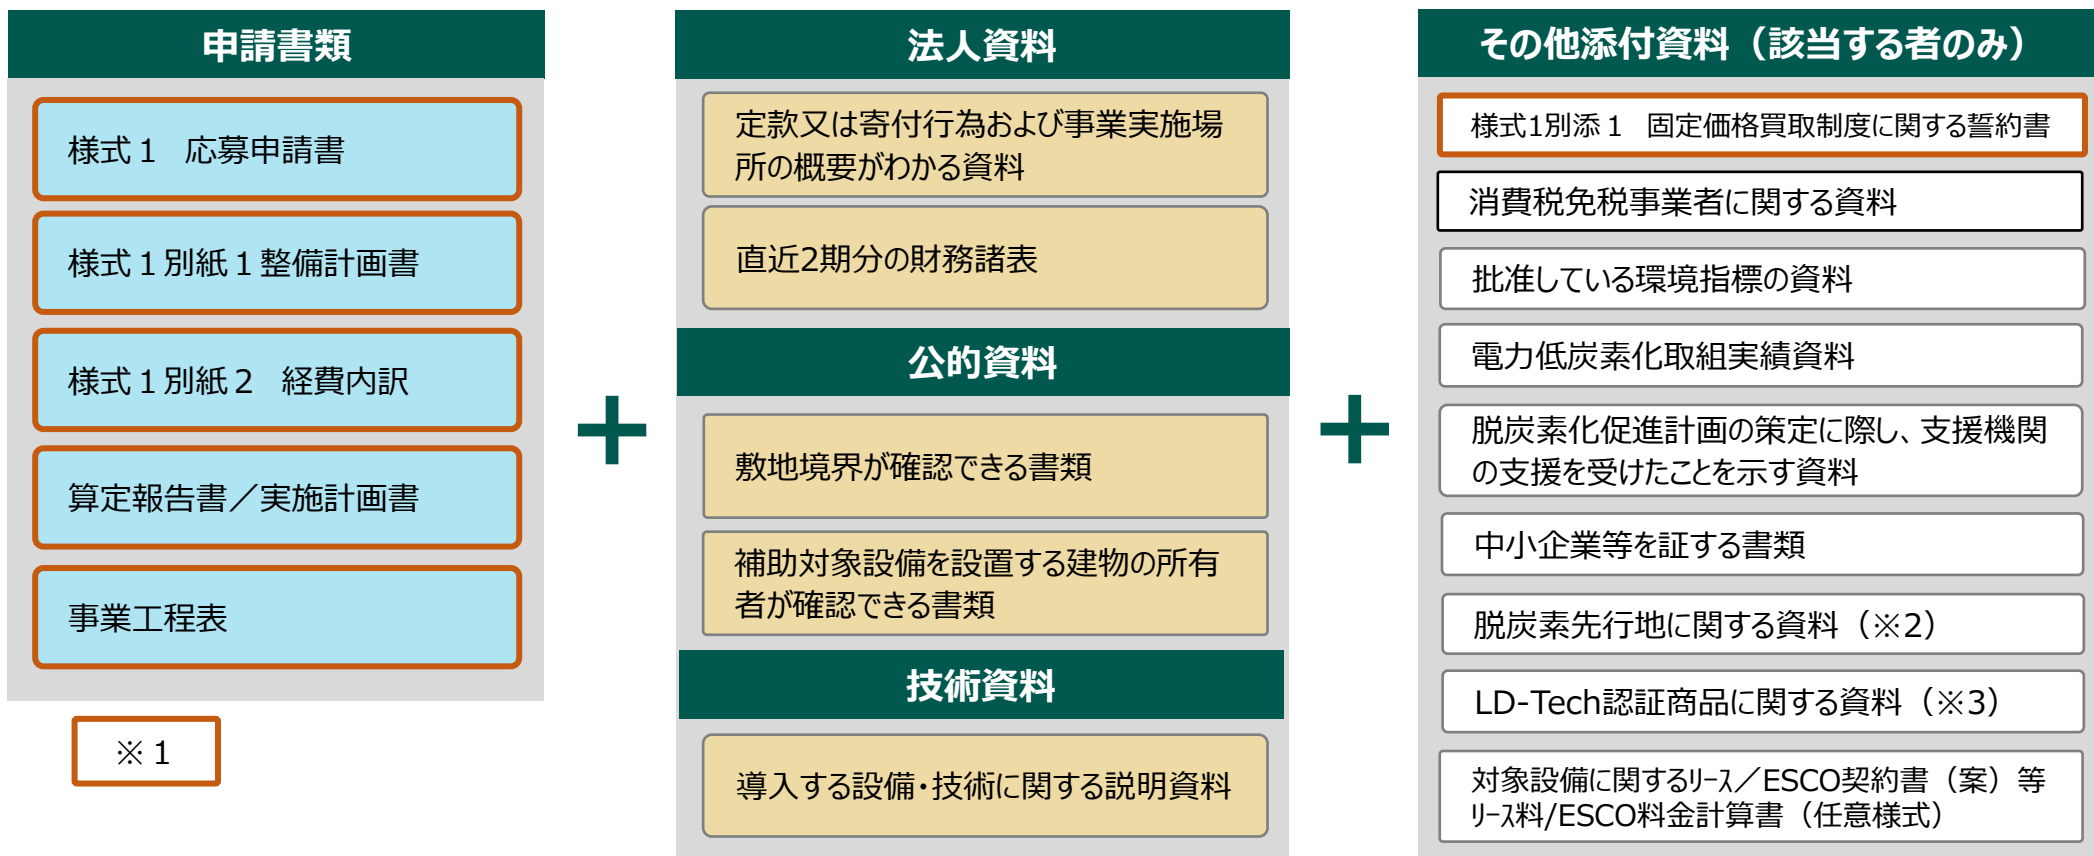 申請書類
様式１ 応募申請書
様式１別紙１整備計画書
様式１別紙２ 経費内訳
算定報告書／実施計画書
事業工程表
※１
＋
法人資料
定款又は寄付行為および事業実施場
所の概要がわかる資料
直近2期分の財務諸表
公的資料
敷地境界が確認できる書類
補助対象設備を設置する建物の所有
者が確認できる書類
技術資料
導入する設備・技術に関する説明資料
＋
その他添付資料（該当する者のみ）
様式1別添１ 固定価格買取制度に関する誓約書
消費税免税事業者に関する資料
批准している環境指標の資料
電力低炭素化取組実績資料
脱炭素化促進計画の策定に際し、支援機関
の支援を受けたことを示す資料
中小企業等を証する書類
脱炭素先行地に関する資料（※2）
LD-Tech認証商品に関する資料（※3）
対象設備に関するリース／ESCO契約書（案）等
リース料/ESCO料金計算書（任意様式）